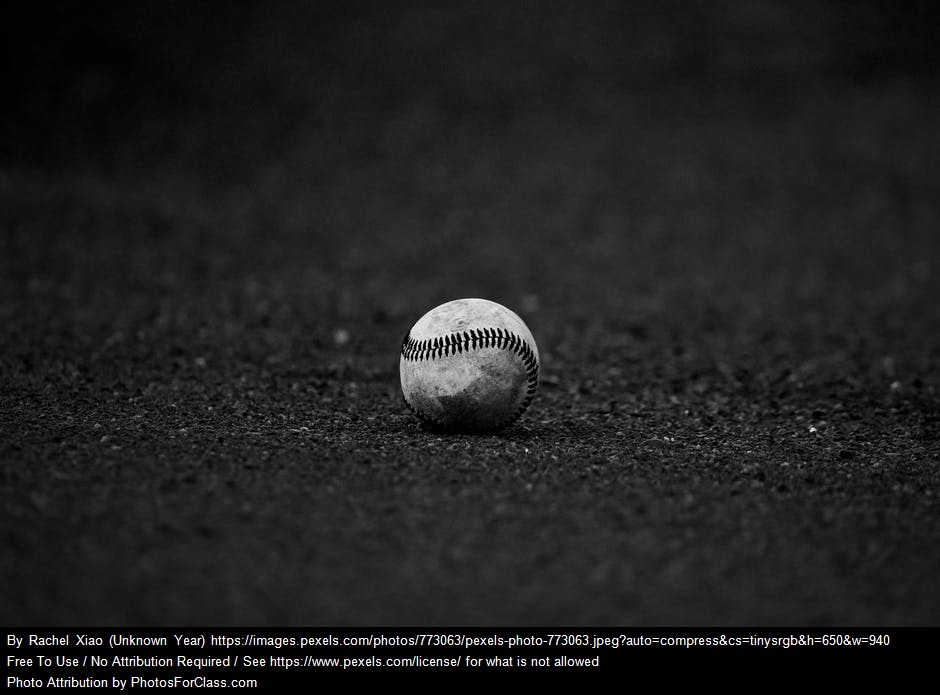 By Rachel Xiao (Unknown Year) https://images.pexels.com/photos/773063/pexels-photo-773063.jpeg?auto=compress&cs=tinysrgb&h=650&w=940
Free To Use / No Attribution Required / See https://www.pexels.com/license/ for what is not allowed
Photo Attribution by PhotosForClass.com